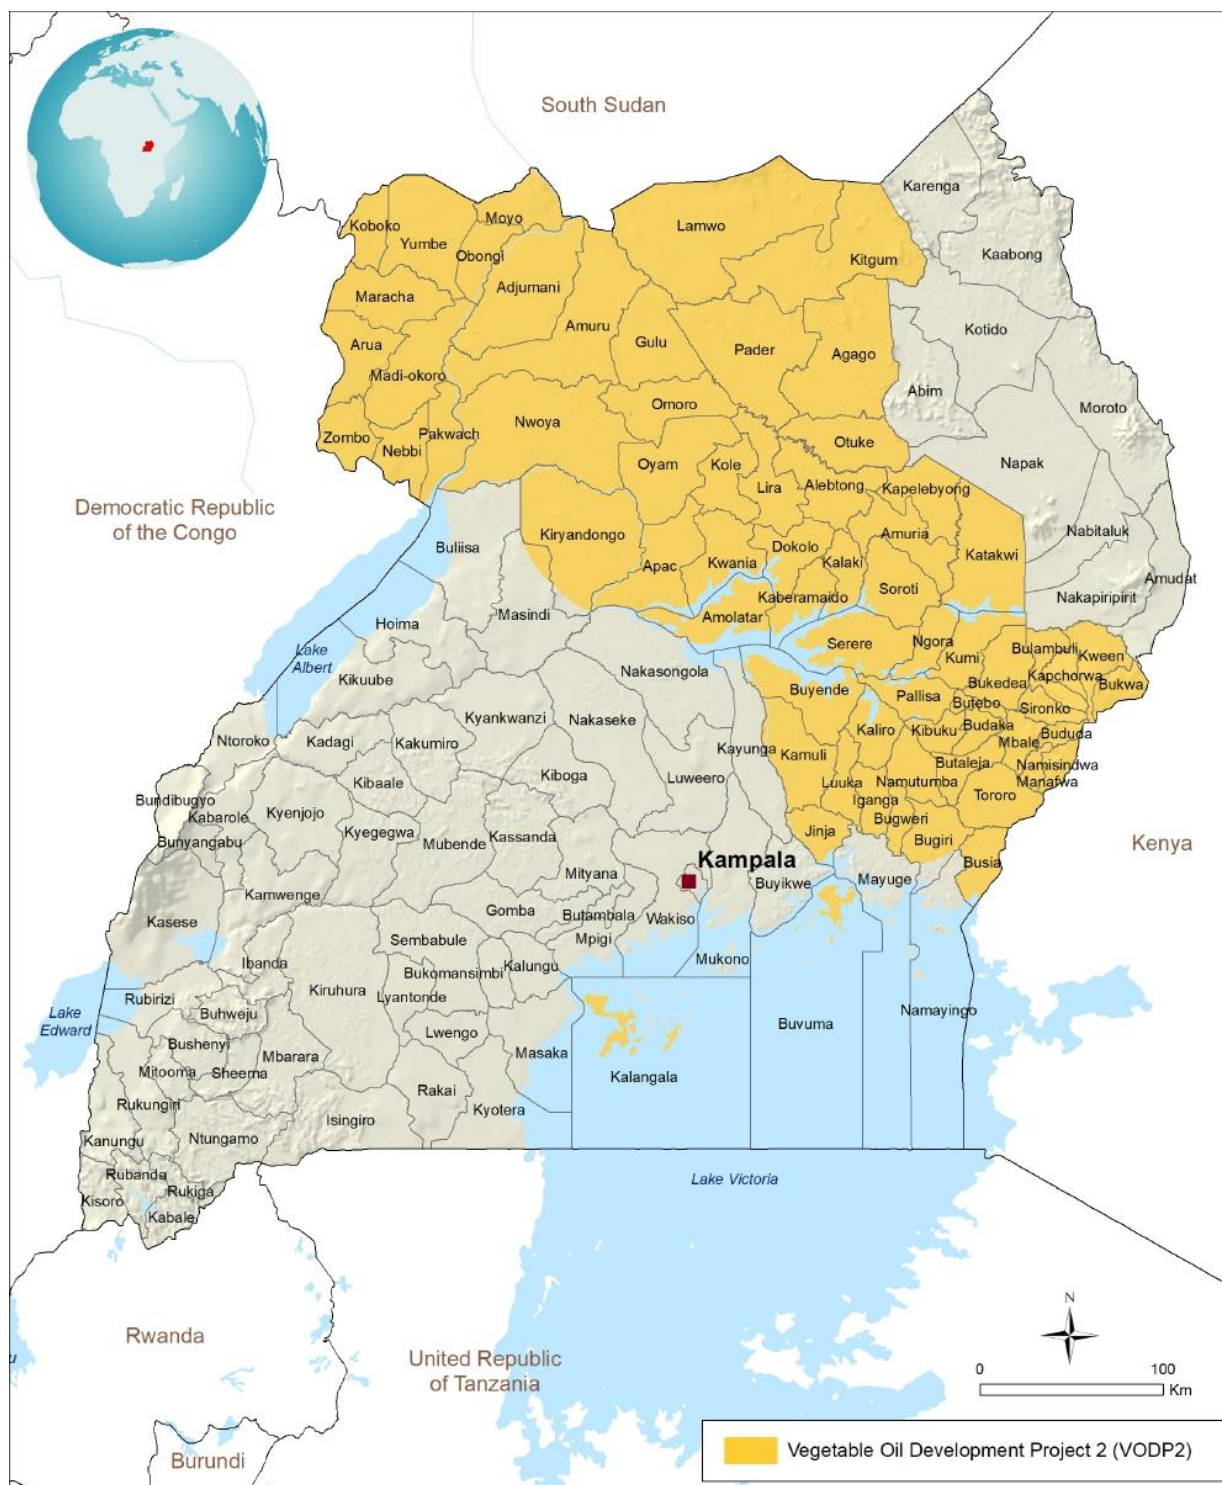 South Sudan
Karenga
Koboko
Moyo
Yumbe
Lamwo
Obongi
Kaabong
Kitgum
Adjumani
Maracha
Amuru
Kotido
Arua
Gulu
Pader
Agago
Madi-okoro
Abim
Omoro
Moroto
Nwoya
Zombo
Pakwach
Nebbi
Otuke
Oyam
Kole
Napak
Lira
Alebtong
Kapelebyong
Democratic Republic
of the Congo
Kiryandongo
Amuria
Nabitaluk
Buliisa
Dokolo
Katakwi
Apac
Kwania
Kalaki
Amudat
Soroti
Kaberamaido
Nakapiripirit
Masindi
Amolatar
Hoima
Serere
Ngora
Lake
Albert
Kumi
Bulambuli
Kween
Nakasongola
Kikuube
Kapchorwa
Bukedea
Bukwa
Buyende
Pallisa
Butebo
Sironko
Kyankwanzi
Nakaseke
Ntoroko
Kadagi
Kakumiro
Kaliro
Kibuku
Budaka
Bududa
Mbale
Kayunga
Kamuli
Butaleja
Kiboga
Luweero
Namisindwa
Kibaale
Luuka
Namutumba
Manafwa
Bundibugyo
Iganga
Tororo
Kabarole
Kyenjojo
Bugweri
Kyegegwa
Kassanda
Jinja
Bunyangabu
Mubende
Bugiri
Kenya
Kampala
Busia
Mityana
Buyikwe
Mayuge
Kamwenge
Gomba
Butambala
Wakiso
Kasese
Sembabule
Mpigi
Mukono
Ibanda
Bukomansimbi
Kalungu
Kiruhura
Lyantonde
Rubirizi
Lake
Edward
Buhweju
Namayingo
Buvuma
Lwengo
Bushenyi
Mbarara
Masaka
Mitooma
Sheema
Kalangala
Rakai
Rukungiri
Kyotera
Isingiro
Kanungu
Ntungamo
Rubanda
Lake Victoria
Rukiga
Kisoro
Kabale
N
Rwanda
United Republic
of Tanzania
0
100
Km
Burundi
Vegetable Oil Development Project 2 (VODP2)